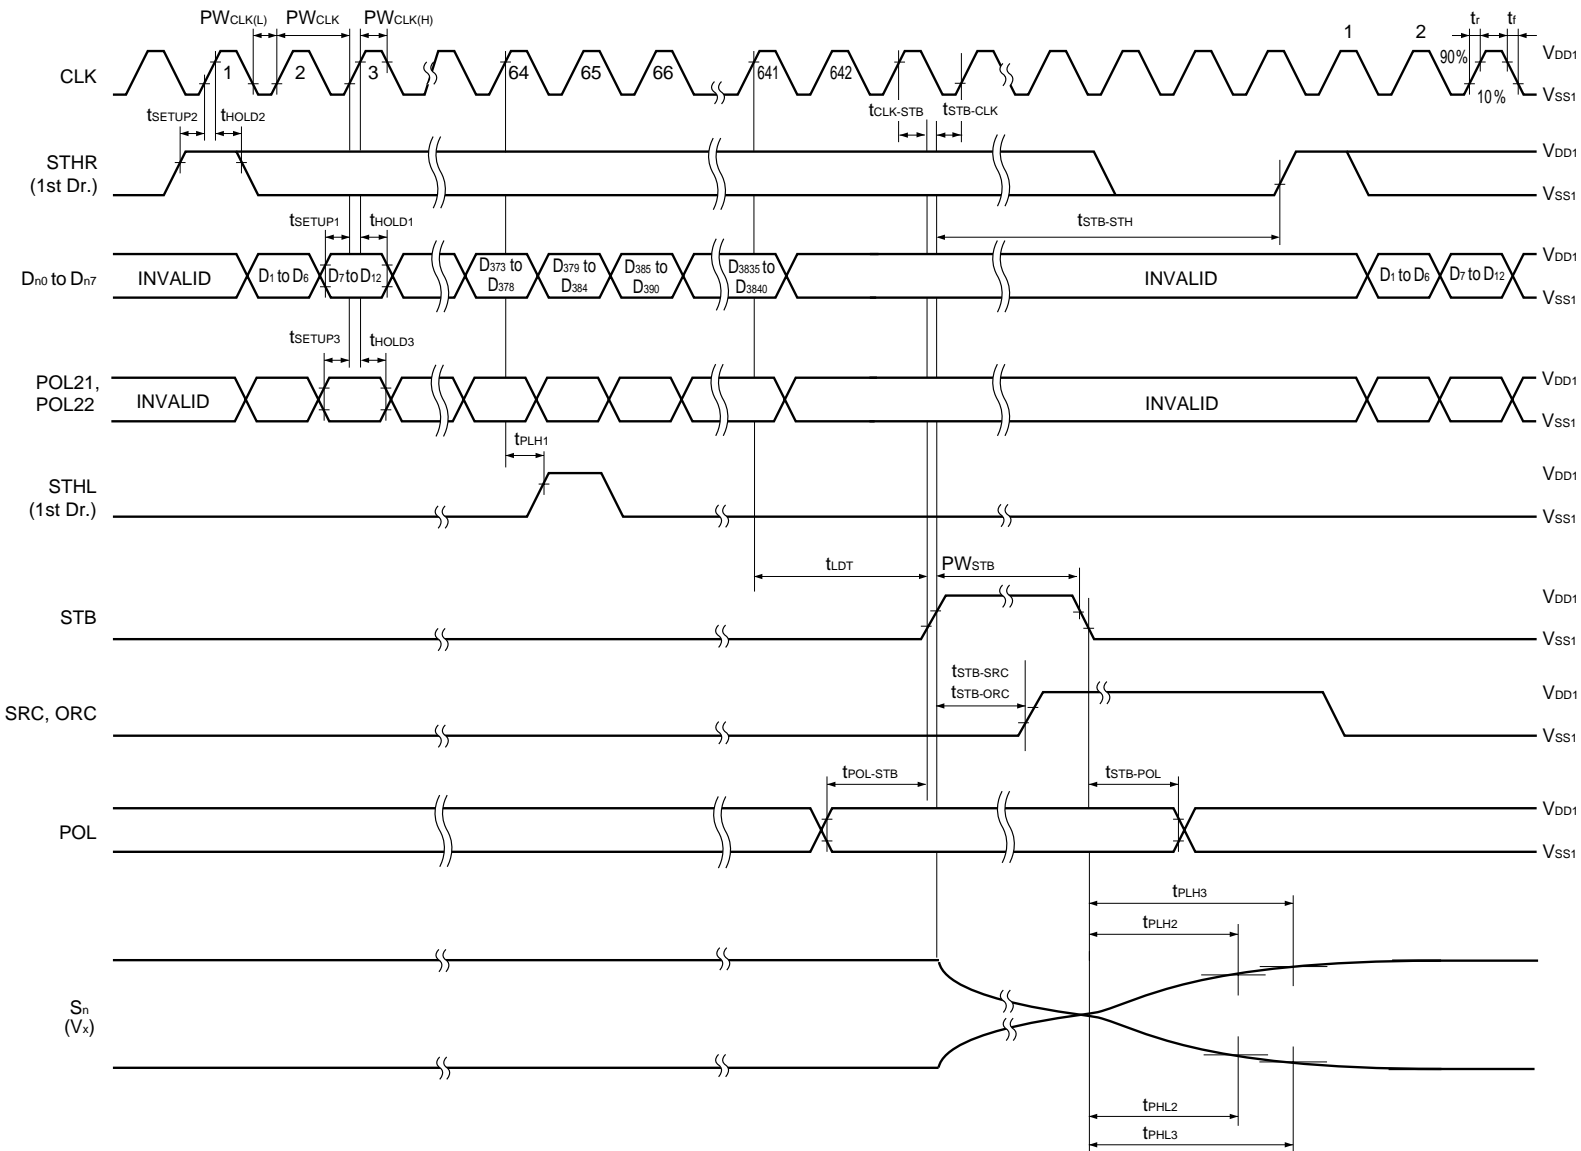 PWCLK(L) PWCLK PWCLK(H) 1 2 tr tf
CLK 1 2 3 64 65 66 641 642 90% 10% VDD1
VSS1
tSETUP2 tHOLD2 tCLK-STB tSTB-CLK
STHR
(1st Dr.)
VDD1
VSS1
tSETUP1 tHOLD1 tSTB-STH
Dn0 to Dn7 INVALID D1 to D6 D7 to D12 D373 to D378 D379 to D384 D385 to D390 D3835 to D3840 INVALID D1 to D6 D7 to D12
VDD1
VSS1
tSETUP3 tHOLD3
POL21,
POL22
INVALID INVALID
VDD1
VSS1
tPLH1
STHL
(1st Dr.)
VDD1
VSS1
tLDT PWSTB
STB
VDD1
VSS1
tSTB-SRC
tSTB-ORC
SRC, ORC
VDD1
VSS1
tPOL-STB tSTB-POL
POL
VDD1
VSS1
tPLH3
tPLH2
Sn
(Vx)
tPHL2
tPHL3